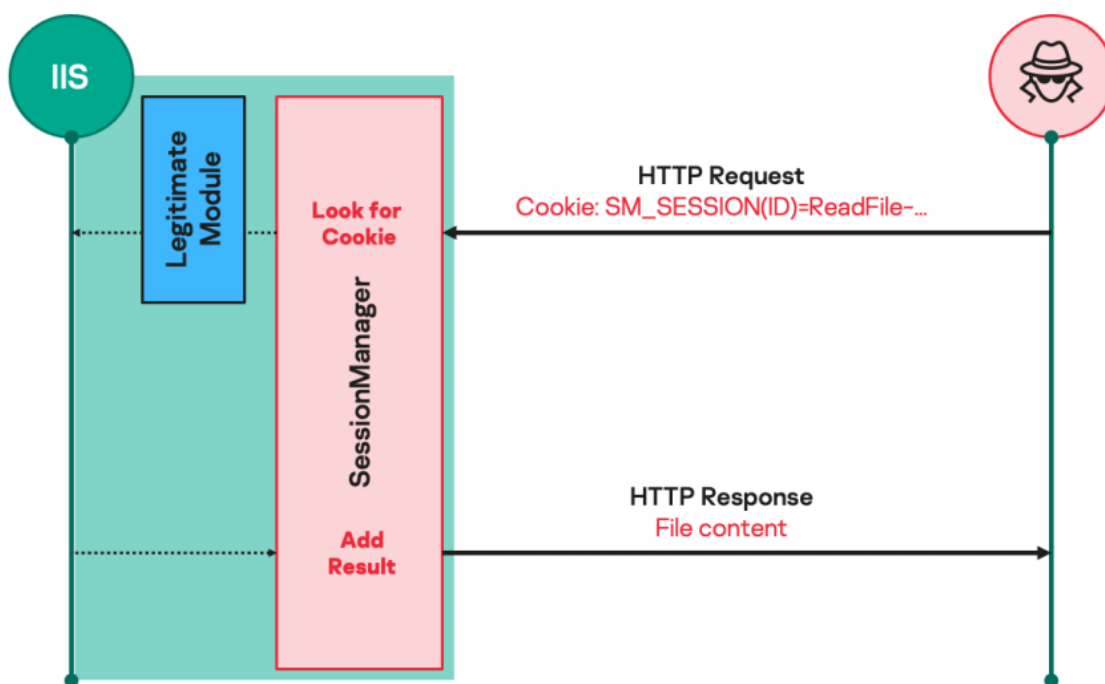 IIS
Legitimate
Module
Look for
Cookie
SessionManager
Add
Result
HTTP Request
Cookie: SM_SESSION(ID)=ReadFile-...
HTTP Response
File content